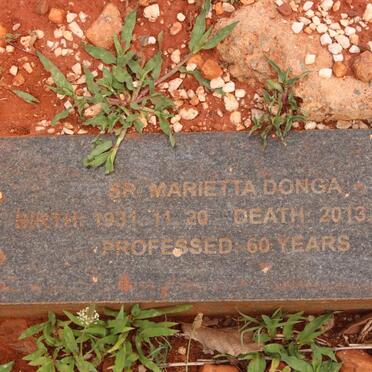 SR. MARIETTA DONGA
BIRTH: 1931. 11. 20 DEATH: 2013.
PROFESSED: 60 YEARS